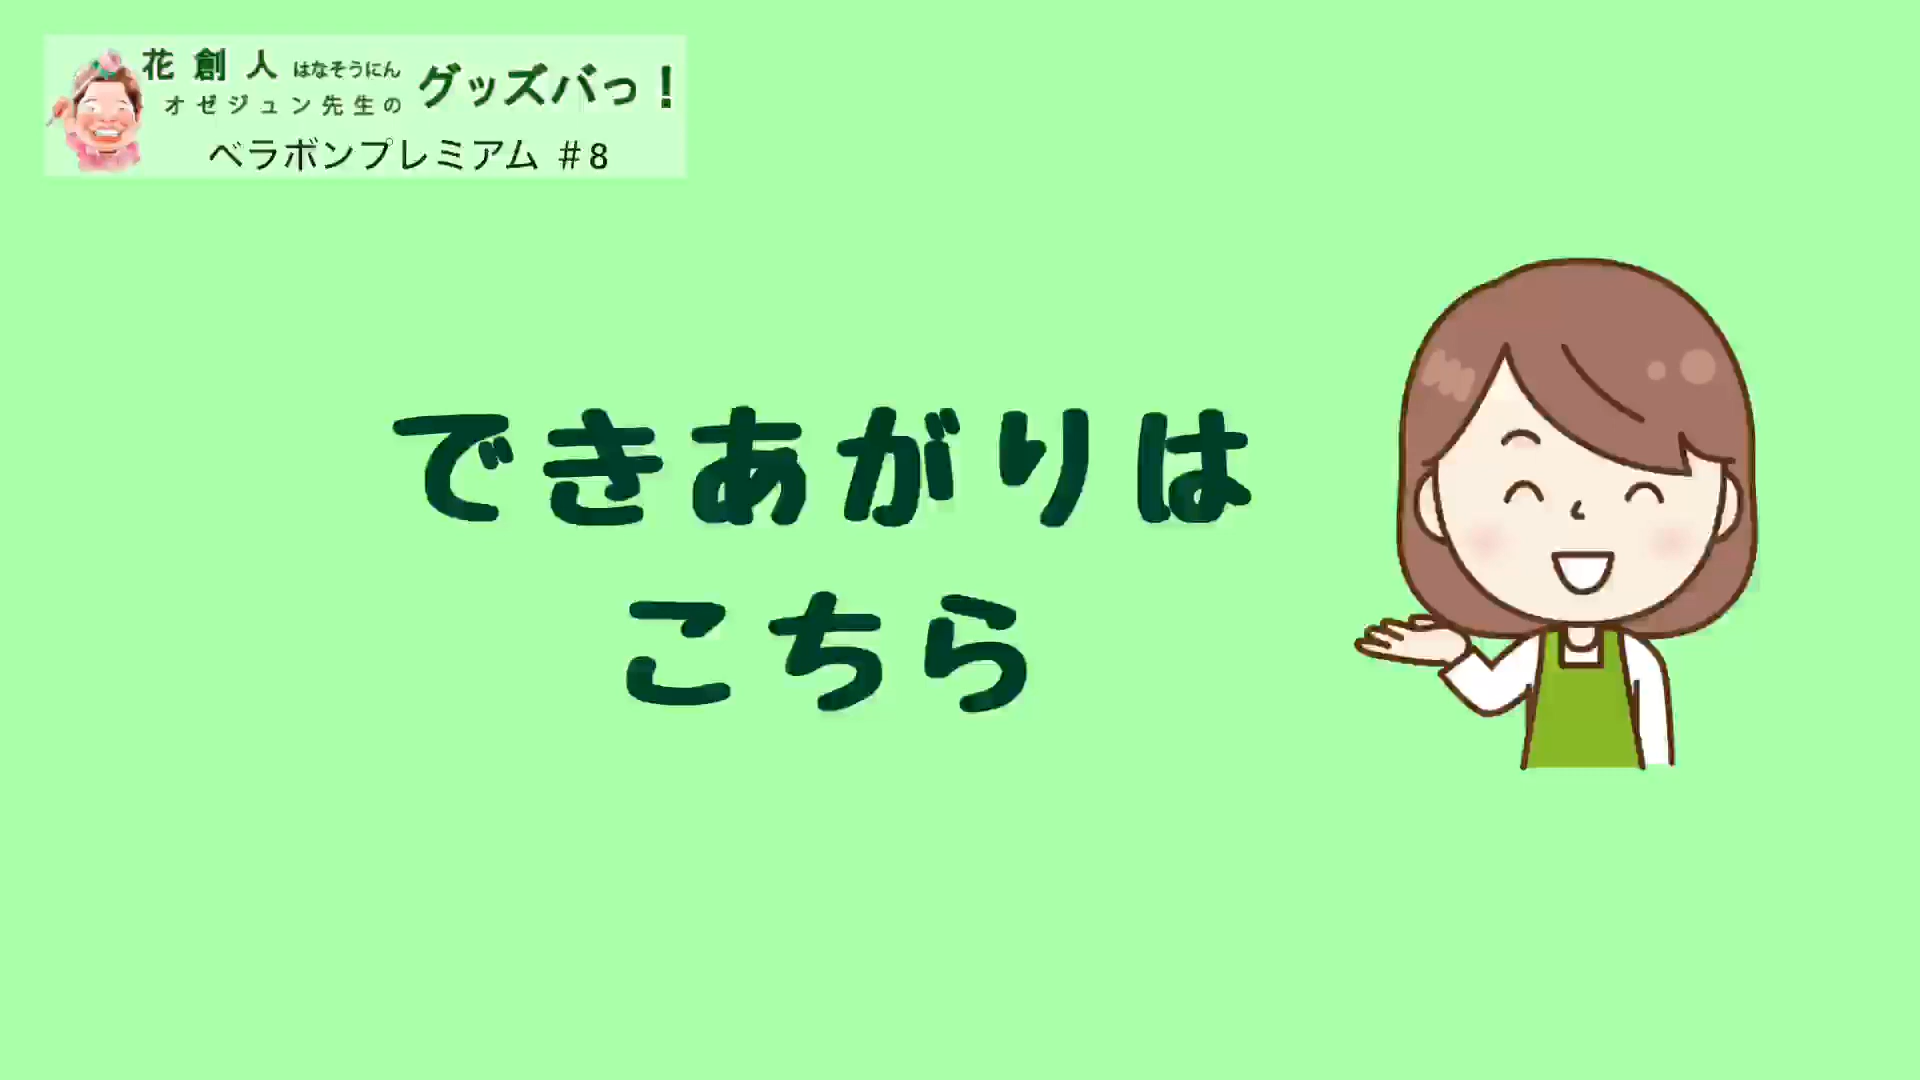 花創人 はなそうにん
オゼジュン先生の グッズバっ！
ベラボンプレミアム ＃8
できあがりは
こちら